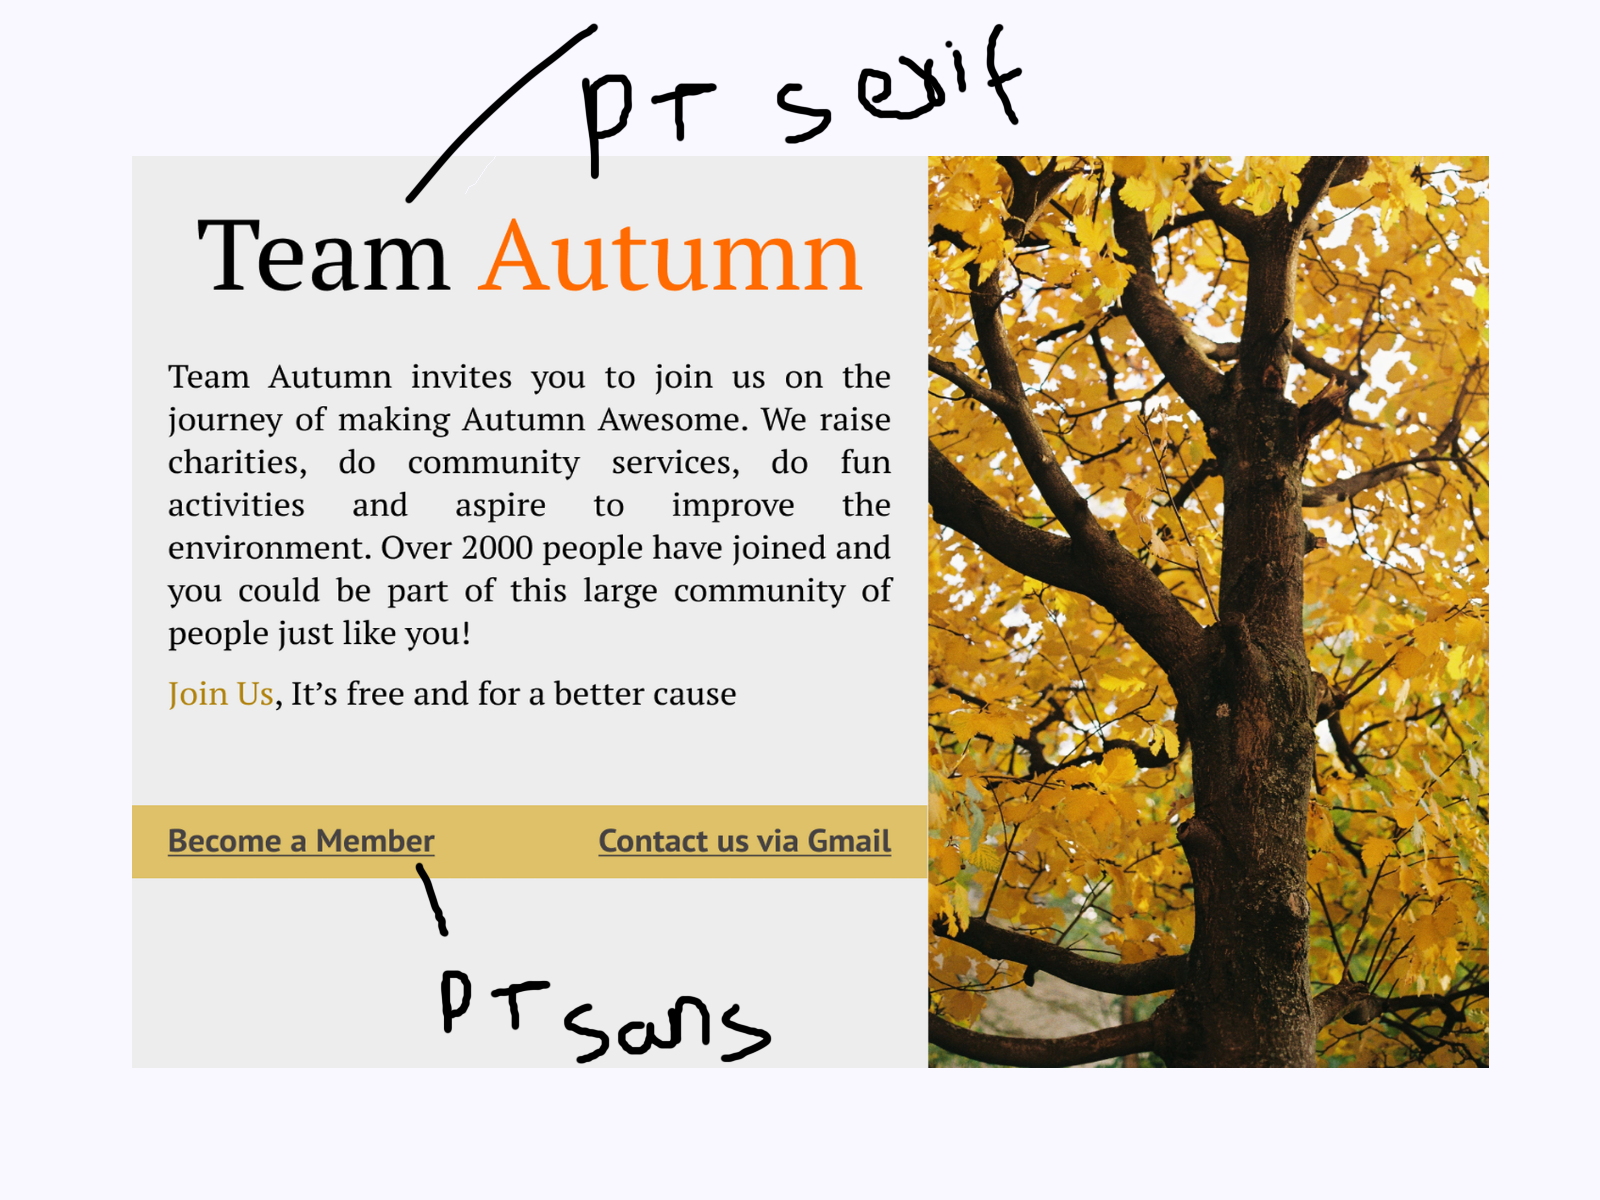 PT serif
Team Autumn
Team Autumn invites you to join us on the
journey of making Autumn Awesome. We raise
charities, do community services, do fun
activities and aspire to improve the
environment. Over 2000 people have joined and
you could be part of this large community of
people just like you!
Join Us, It’s free and for a better cause
Become a Member
Contact us via Gmail
PT sans